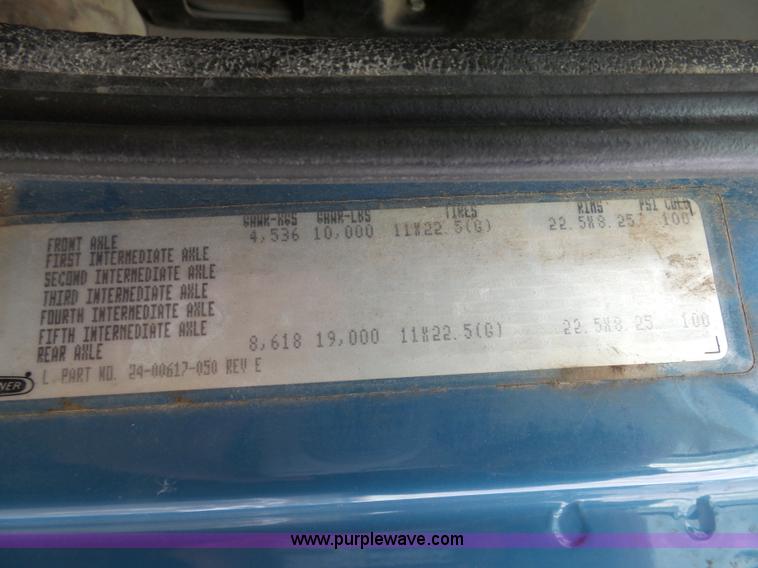 GAWR-KGS GAWR-LBS TIRES RIMS PSI COLD
FRONT AXLE 4,536 10,000 11X22.5(G) 22.5X8.25 100
FIRST INTERMEDIATE AXLE
SECOND INTERMEDIATE AXLE
THIRD INTERMEDIATE AXLE
FOURTH INTERMEDIATE AXLE
FIFTH INTERMEDIATE AXLE
REAR AXLE 8,618 19,000 11X22.5(G) 22.5X8.25 100
L. PART NO. 24-00617-050 REV E
www.purplewave.com